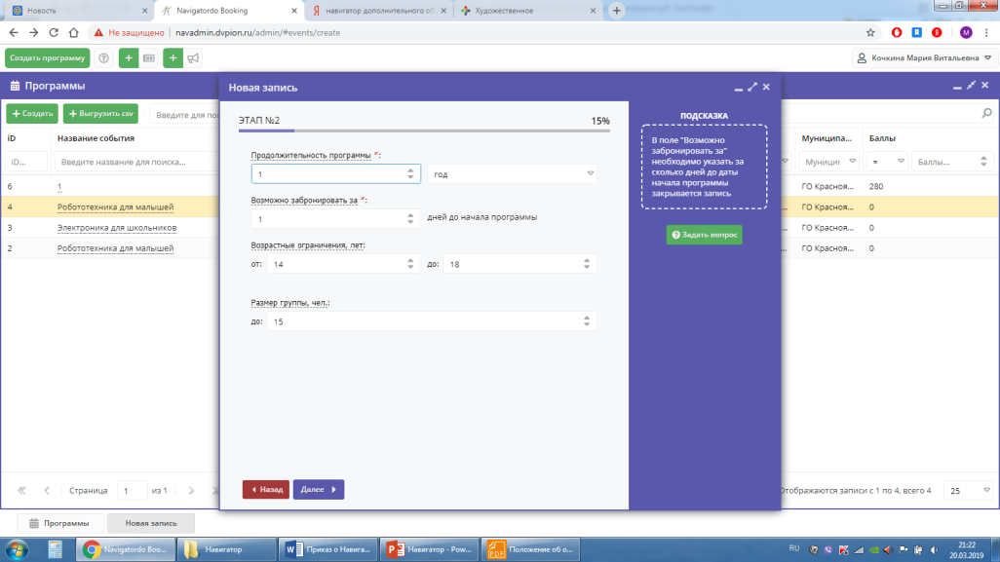 Новость
Navigatordo Booking
навигатор дополнительного об
Художественное
Не защищено | navadmin.dvpion.ru/admin/#events/create
М
Создать программу
Кочкина Мария Витальевна
Программы
Создать
Выгрузить csv
Введите для пои
iD
Название события
Муниципа...
Баллы
iD...
Введите название для поиска...
Муницип
=
Баллы...
6
1
ГО Красноя...
280
4
Робототехника для малышей
ГО Красноя...
0
3
Электроника для школьников
ГО Красноя...
0
2
Робототехника для малышей
ГО Красноя...
0
Новая запись
ЭТАП №2
15%
Продолжительность программы *:
1
год
Возможно забронировать за *:
1
дней до начала программы
Возрастные ограничения, лет:
от:
14
до:
18
Размер группы, чел.:
до:
15
Назад
Далее
ПОДСКАЗКА
В поле "Возможно
забронировать за"
необходимо указать за
сколько дней до даты
начала программы
закрывается запись
Задать вопрос
Страница
1
из 1
Отображаются записи с 1 по 4, всего 4
25
Программы
Новая запись
Navigatordo Boo...
Навигатор
Приказ о Навига...
Навигатор - Pow...
Положение об о...
RU
21:22
20.03.2019